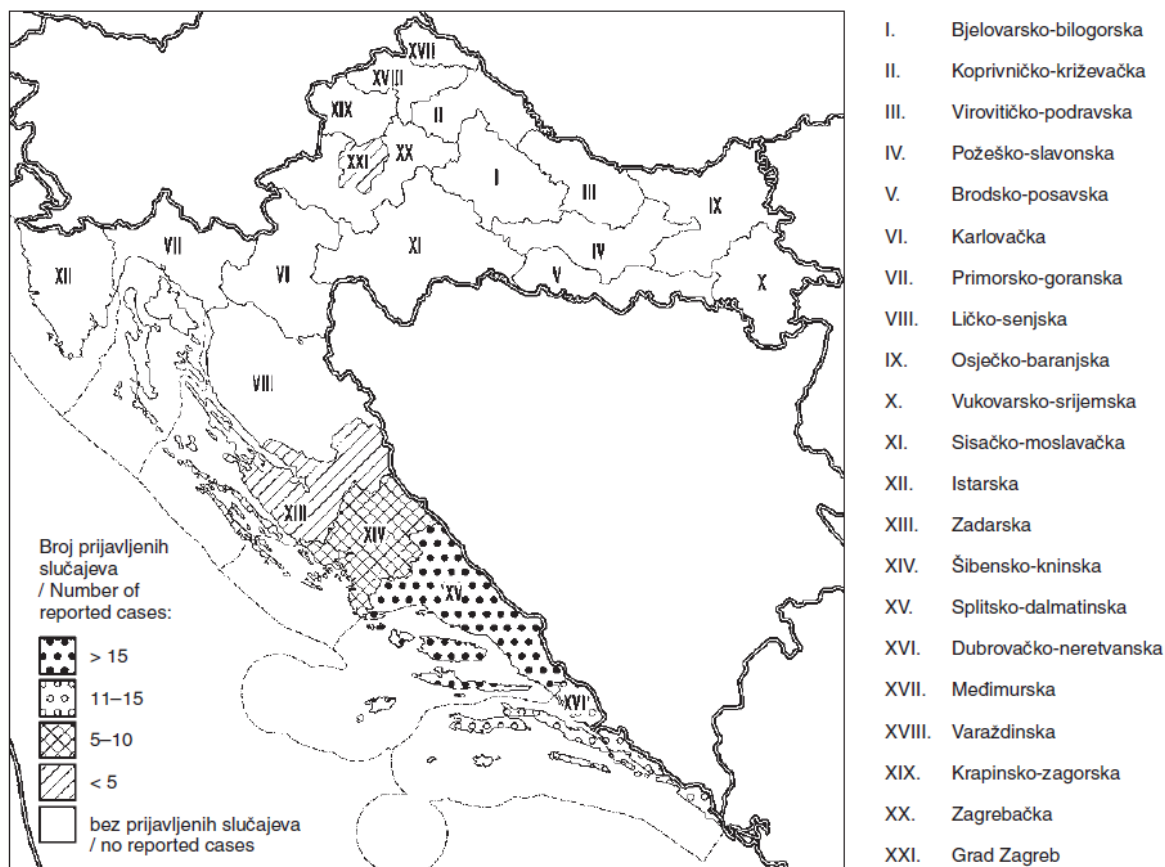 XVII
XVIII
XIX
II
XXI
XX
I
III
IX
VII
XII
VI
XI
IV
V
X
VIII
XIII
XIV
XV
XVI
Broj prijavljenih
slučajeva
/ Number of
reported cases:
> 15
11–15
5–10
< 5
bez prijavljenih slučajeva
/ no reported cases
I. Bjelovarsko-bilogorska
II. Koprivničko-križevačka
III. Virovitičko-podravska
IV. Požeško-slavonska
V. Brodsko-posavska
VI. Karlovačka
VII. Primorsko-goranska
VIII. Ličko-senjska
IX. Osječko-baranjska
X. Vukovarsko-srijemska
XI. Sisačko-moslavačka
XII. Istarska
XIII. Zadarska
XIV. Šibensko-kninska
XV. Splitsko-dalmatinska
XVI. Dubrovačko-neretvanska
XVII. Međimurska
XVIII. Varaždinska
XIX. Krapinsko-zagorska
XX. Zagrebačka
XXI. Grad Zagreb